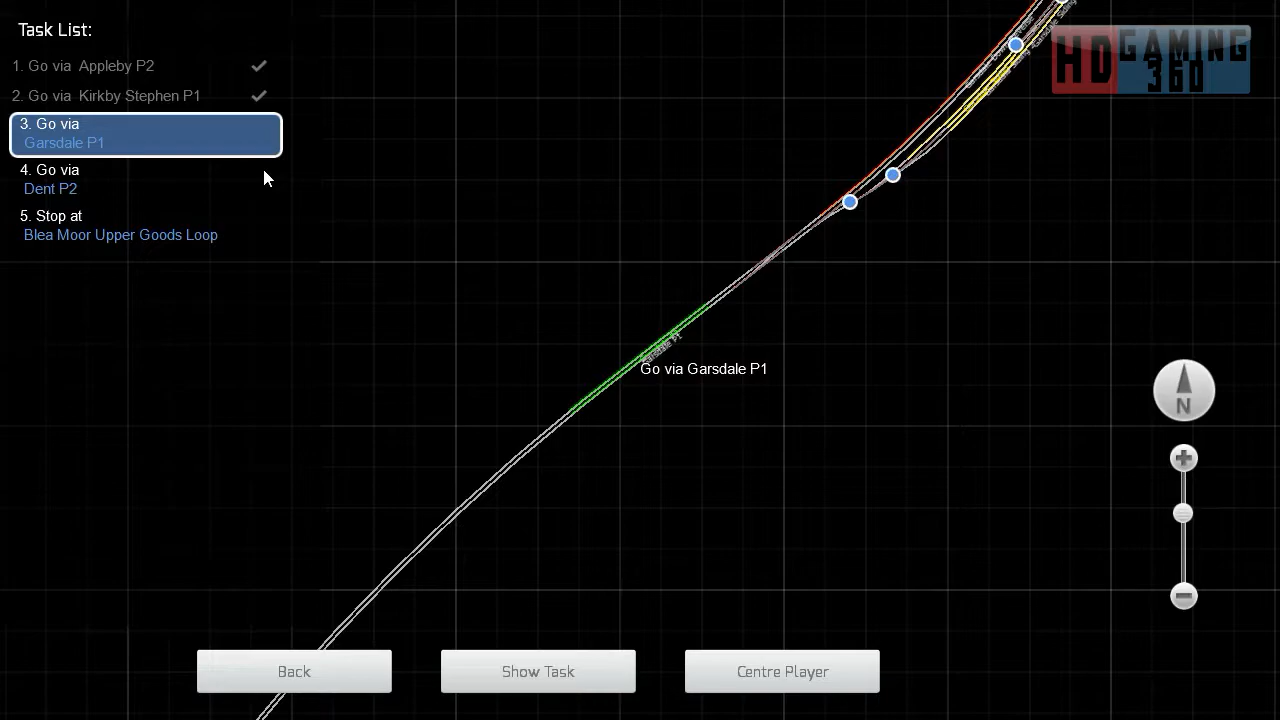 Task List:
1. Go via Appleby P2
2. Go via Kirkby Stephen P1
3. Go via
Garsdale P1
4. Go via
Dent P2
5. Stop at
Blea Moor Upper Goods Loop
HD GAMING
360
Garsdale P1
Go via Garsdale P1
N
Back
Show Task
Centre Player